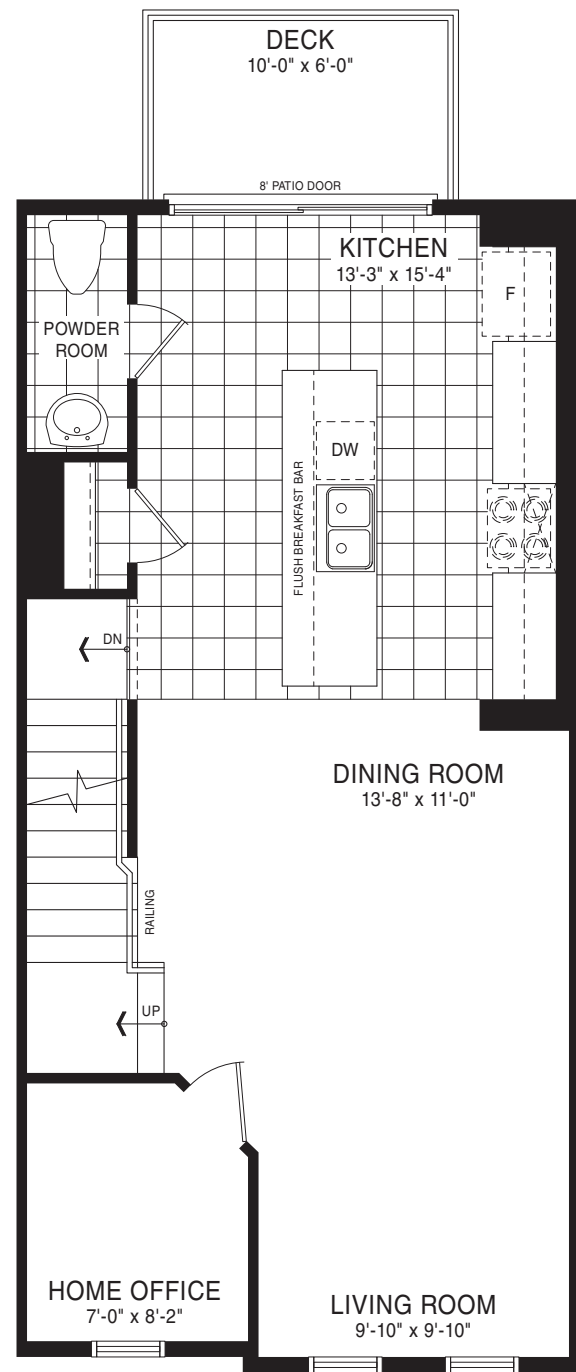 DECK
10'-0" x 6'-0"
8' PATIO DOOR
KITCHEN
13'-3" x 15'-4"
F
POWDER
ROOM
DW
FLUSH BREAKFAST BAR
DN
DINING ROOM
13'-8" x 11'-0"
RAILING
UP
HOME OFFICE
7'-0" x 8'-2"
LIVING ROOM
9'-10" x 9'-10"